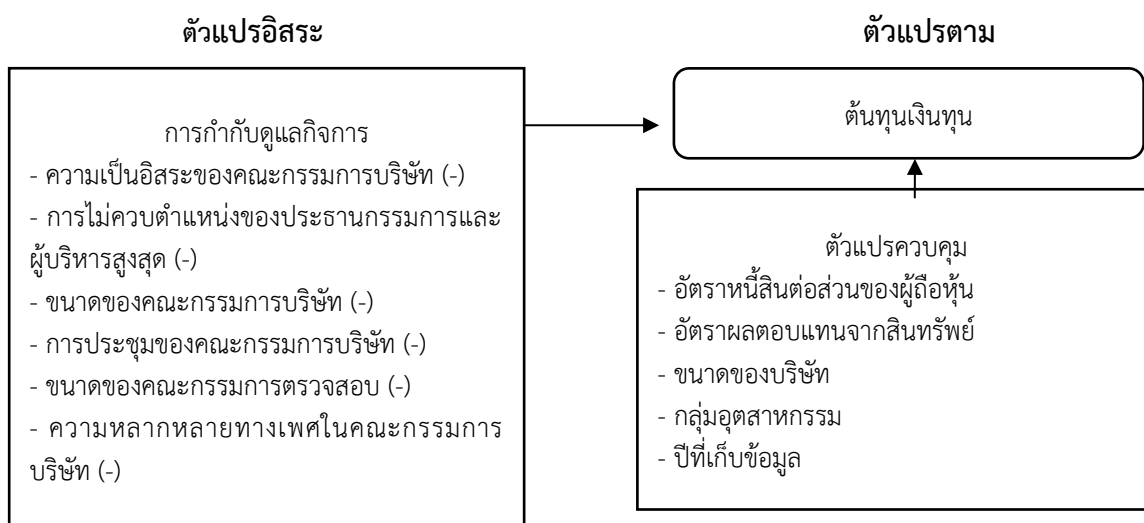 ตัวแปรอิสระ
การกำกับดูแลกิจการ
- ความเป็นอิสระของคณะกรรมการบริษัท (-)
- การไม่ควบตำแหน่งของประธานกรรมการและ
ผู้บริหารสูงสุด (-)
- ขนาดของคณะกรรมการบริษัท (-)
- การประชุมของคณะกรรมการบริษัท (-)
- ขนาดของคณะกรรมการตรวจสอบ (-)
- ความหลากหลายทางเพศในคณะกรรมการ
บริษัท (-)
ตัวแปรตาม
ต้นทุนเงินทุน
ตัวแปรควบคุม
- อัตราหนี้สินต่อส่วนของผู้ถือหุ้น
- อัตราผลตอบแทนจากสินทรัพย์
- ขนาดของบริษัท
- กลุ่มอุตสาหกรรม
- ปีที่เก็บข้อมูล